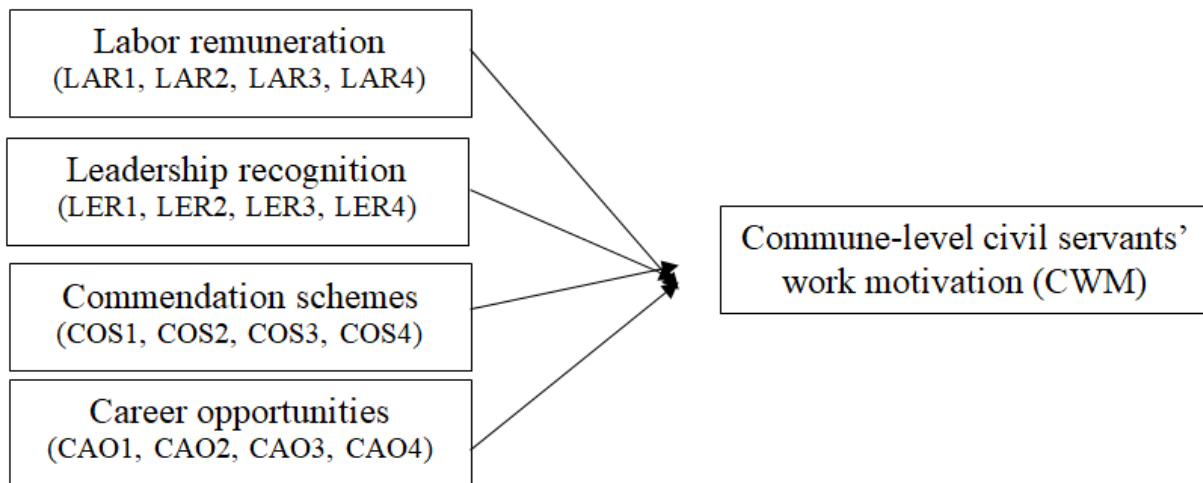 Labor remuneration
(LAR1, LAR2, LAR3, LAR4)
Leadership recognition
(LER1, LER2, LER3, LER4)
Commendation schemes
(COS1, COS2, COS3, COS4)
Career opportunities
(CAO1, CAO2, CAO3, CAO4)
Commune-level civil servants’
work motivation (CWM)